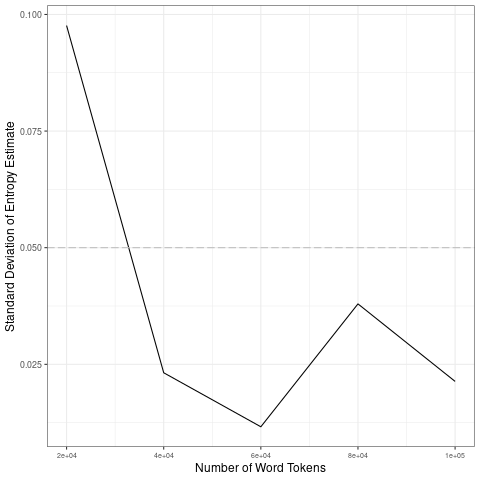 Standard Deviation of Entropy Estimate
0.100
0.075
0.050
0.025
2e+04 4e+04 6e+04 8e+04 1e+05
Number of Word Tokens